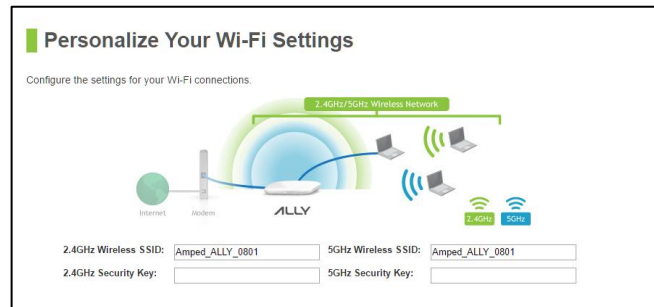 Personalize Your Wi-Fi Settings
Configure the settings for your Wi-Fi connections.
2.4GHz/5GHz Wireless Network
Internet Modem ALLY 2.4GHz 5GHz
2.4GHz Wireless SSID: Amped_ALLY_0801 5GHz Wireless SSID: Amped_ALLY_0801
2.4GHz Security Key: 5GHz Security Key: